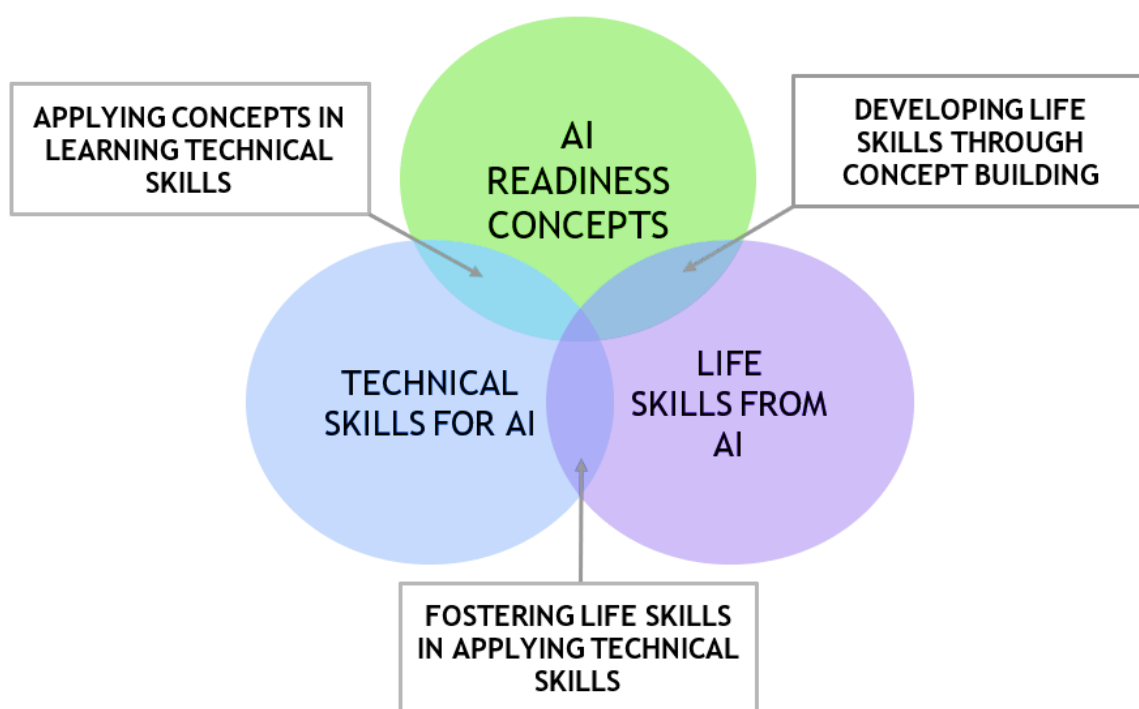 APPLYING CONCEPTS IN
LEARNING TECHNICAL
SKILLS
AI
READINESS
CONCEPTS
DEVELOPING LIFE
SKILLS THROUGH
CONCEPT BUILDING
TECHNICAL
SKILLS FOR AI
LIFE
SKILLS FROM
AI
FOSTERING LIFE SKILLS
IN APPLYING TECHNICAL
SKILLS